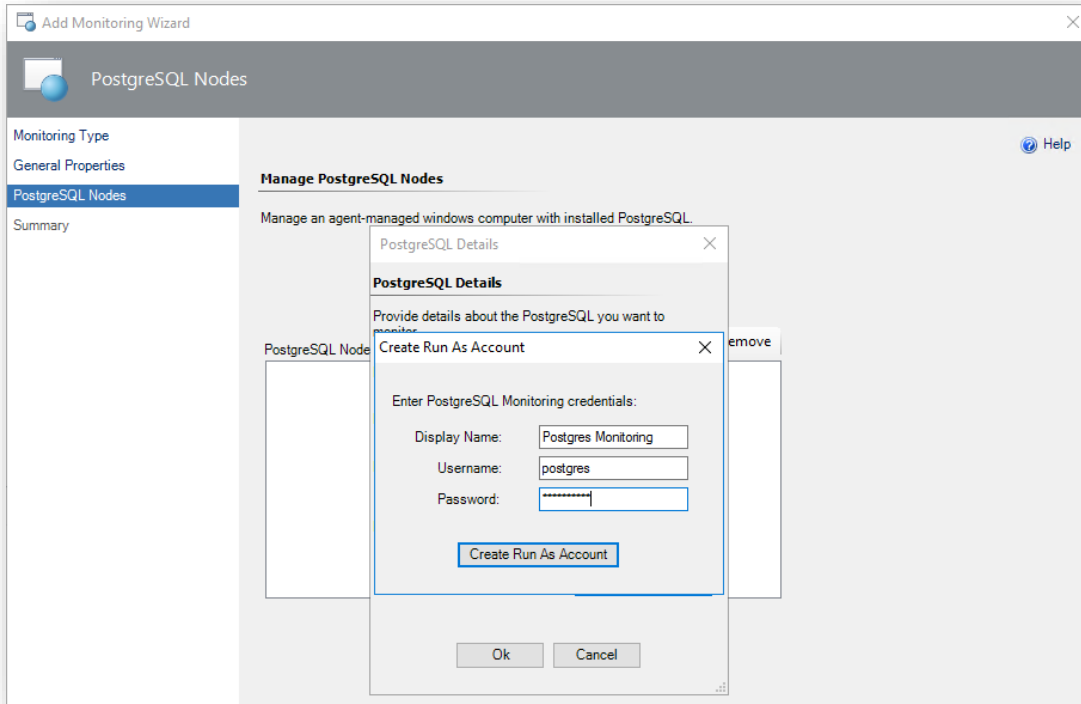 Add Monitoring Wizard
PostgreSQL Nodes
Monitoring Type
General Properties
PostgreSQL Nodes
Summary
Help
Manage PostgreSQL Nodes
Manage an agent-managed windows computer with installed PostgreSQL.
PostgreSQL Details
PostgreSQL Details
Provide details about the PostgreSQL you want to
monitor
PostgreSQL Node
emove
Create Run As Account
Enter PostgreSQL Monitoring credentials:
Display Name: Postgres Monitoring
Username: postgres
Password: **********
Create Run As Account
Ok Cancel